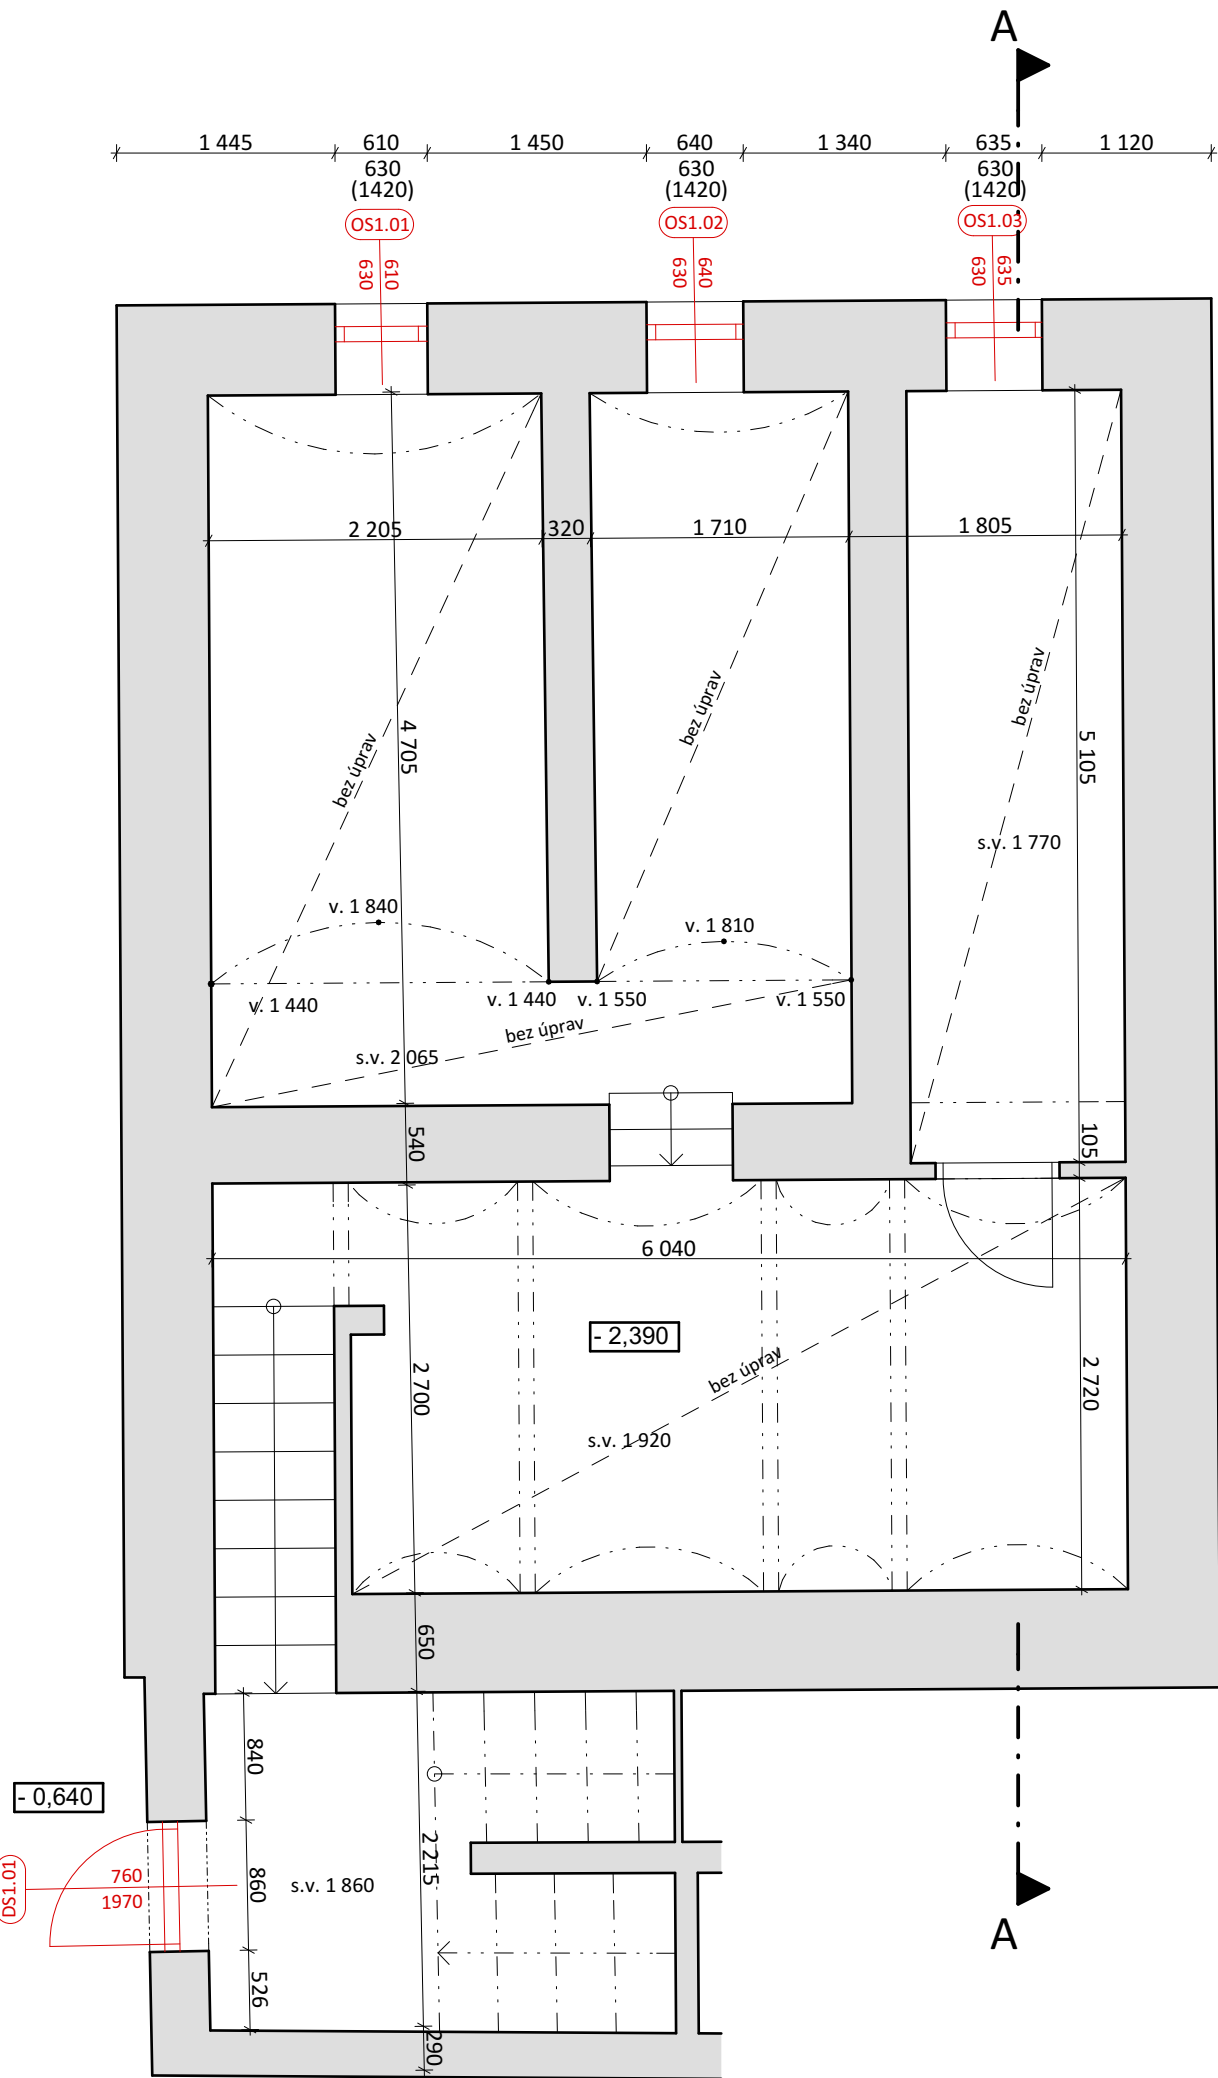 A
1 445
610
1 450
640
1 340
635
1 120
630
(1420)
630
(1420)
630
(1420)
OS1.01
OS1.02
OS1.03
610
630
640
630
635
630
2 205
320
1 710
1 805
bez úprav
4 705
bez úprav
bez úprav
5 105
s.v. 1 770
v. 1 840
v. 1 810
v. 1 440
v. 1 440
v. 1 550
v. 1 550
bez úprav
s.v. 2 065
540
105
6 040
- 2,390
2 700
bez úprav
2 720
s.v. 1 920
650
840
- 0,640
DS1.01
760
1970
860
s.v. 1 860
2 215
526
290
A